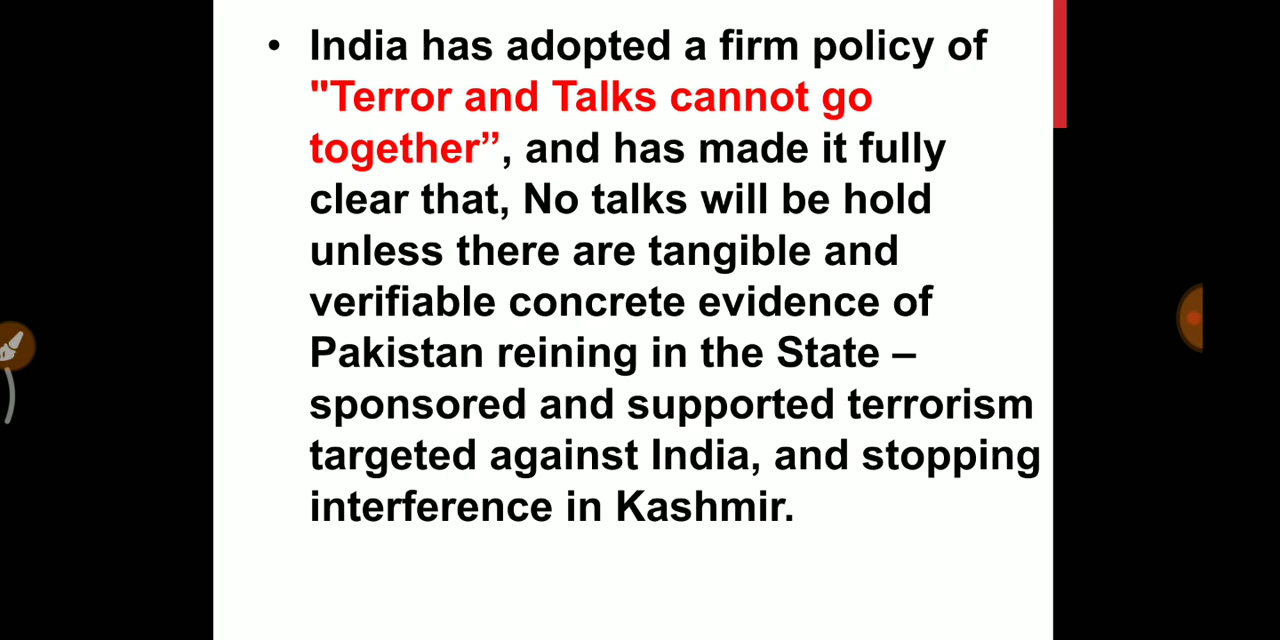 • India has adopted a firm policy of
"Terror and Talks cannot go
together”, and has made it fully
clear that, No talks will be hold
unless there are tangible and
verifiable concrete evidence of
Pakistan reining in the State –
sponsored and supported terrorism
targeted against India, and stopping
interference in Kashmir.